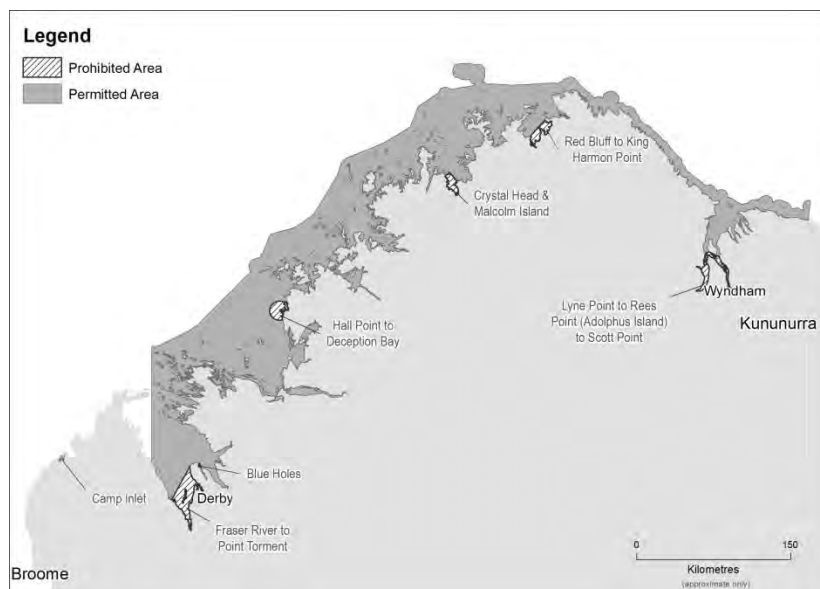 Legend
Prohibited Area
Permitted Area
Red Bluff to King
Harmon Point
Crystal Head &
Malcolm Island
Lyne Point to Rees
Point (Adolphus Island)
to Scott Point
Wyndham
Kununurra
Hall Point to
Deception Bay
Blue Holes
Camp Inlet
Derby
Fraser River to
Point Torment
Broome
0
150
Kilometres
(approximate only)